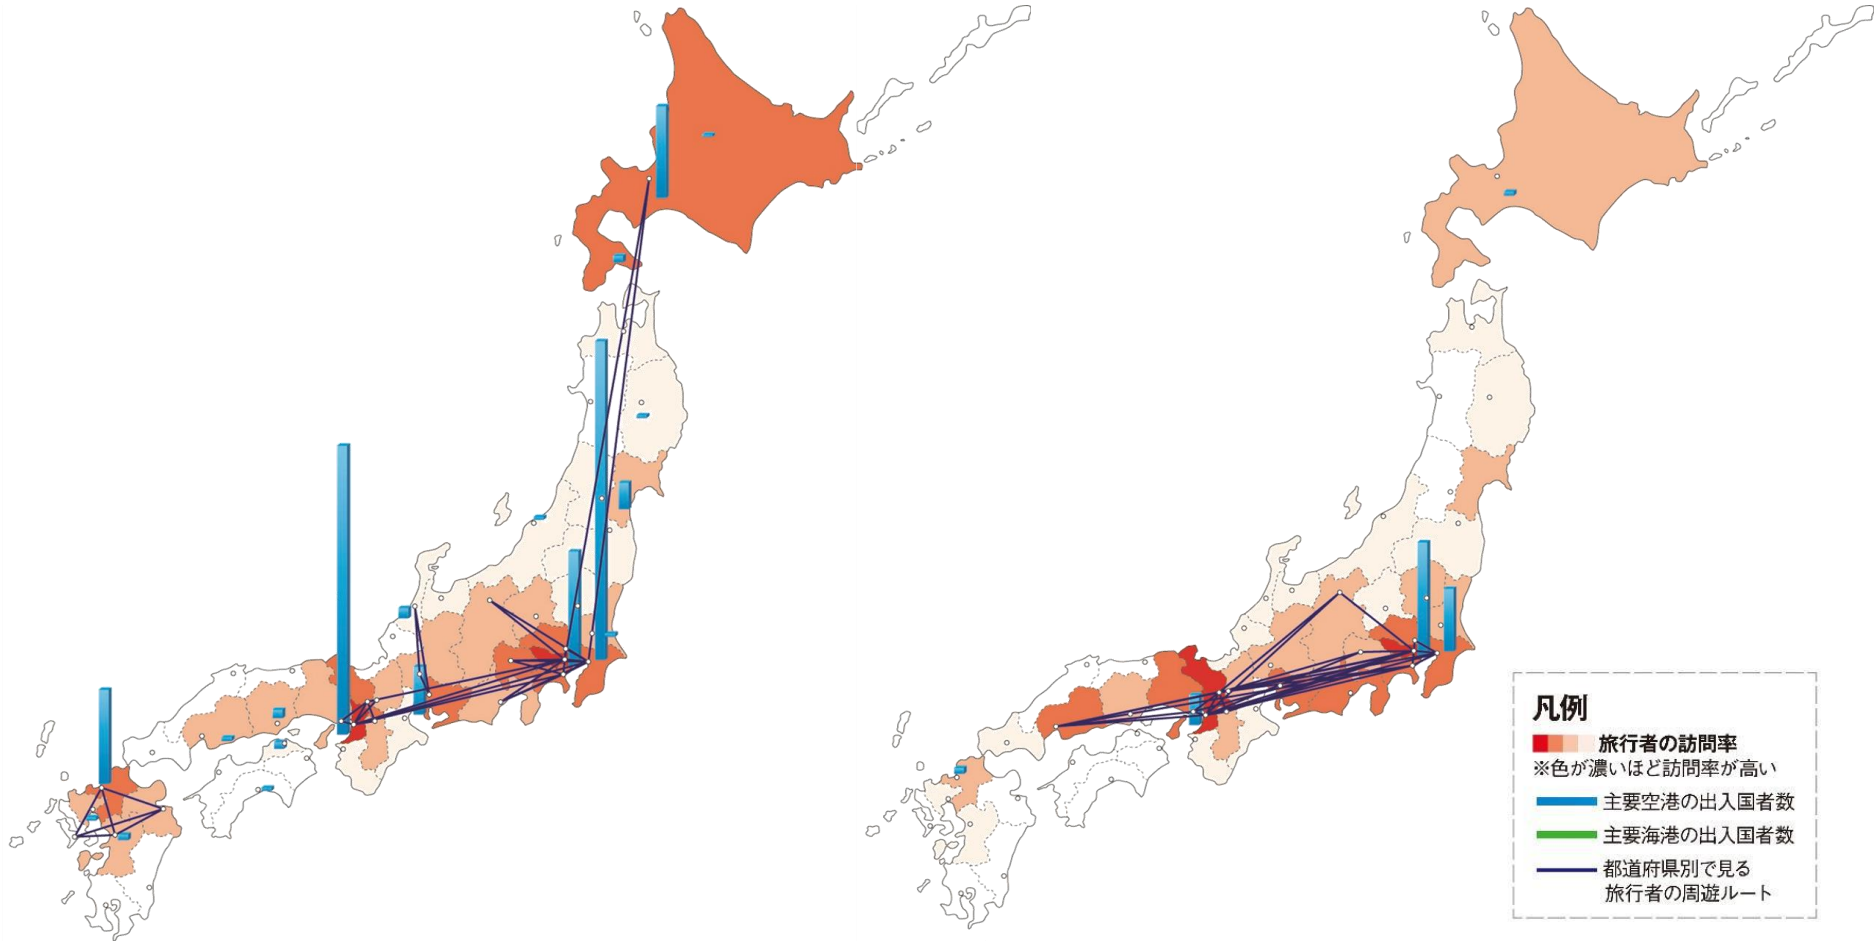 凡例
旅行者の訪問率
※色が濃いほど訪問率が高い
主要空港の出入国者数
主要海港の出入国者数
都道府県別で見る
旅行者の周遊ルート